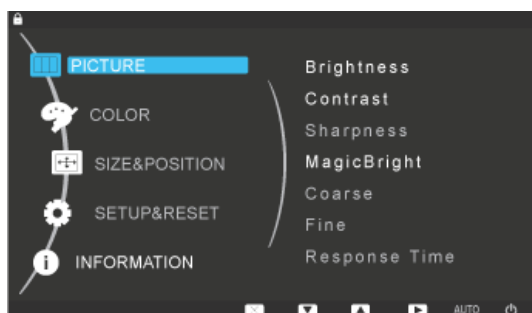 PICTURE
COLOR
SIZE&POSITION
SETUP&RESET
INFORMATION
Brightness
Contrast
Sharpness
MagicBright
Coarse
Fine
Response Time
AUTO